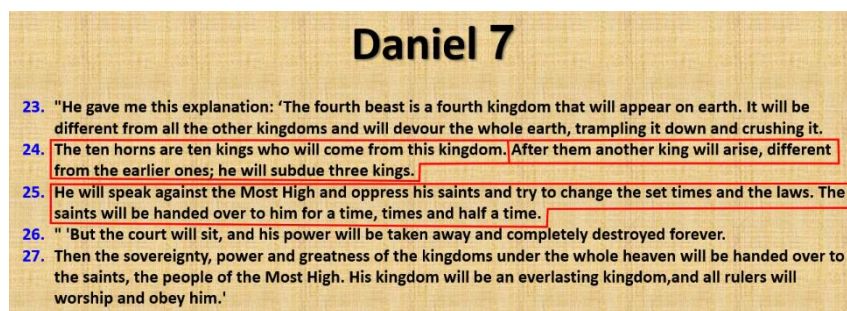 Daniel 7
23. "He gave me this explanation: 'The fourth beast is a fourth kingdom that will appear on earth. It will be
different from all the other kingdoms and will devour the whole earth, trampling it down and crushing it.
24. The ten horns are ten kings who will come from this kingdom. After them another king will arise, different
from the earlier ones; he will subdue three kings.
25. He will speak against the Most High and oppress his saints and try to change the set times and the laws. The
saints will be handed over to him for a time, times and half a time.
26. " 'But the court will sit, and his power will be taken away and completely destroyed forever.
27. Then the sovereignty, power and greatness of the kingdoms under the whole heaven will be handed over to
the saints, the people of the Most High. His kingdom will be an everlasting kingdom,and all rulers will
worship and obey him.'